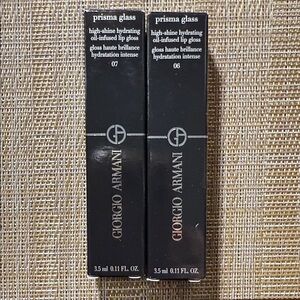 prisma glass
high-shine hydrating
oil-infused lip gloss
gloss haute brillance
hydratation intense
07
GIORGIO ARMANI
3.5 ml 0.11 FL. OZ.
prisma glass
high-shine hydrating
oil-infused lip gloss
gloss haute brillance
hydratation intense
06
GIORGIO ARMANI
3.5 ml 0.11 FL. OZ.